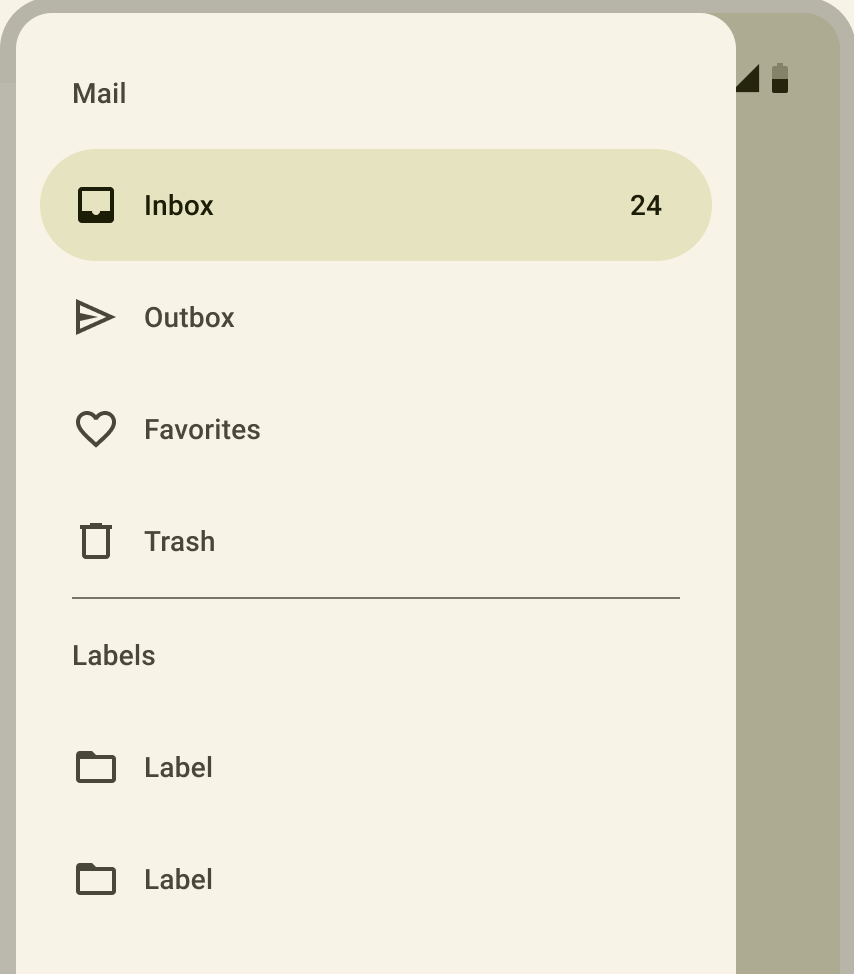 Mail
Inbox 24
Outbox
Favorites
Trash
Labels
Label
Label